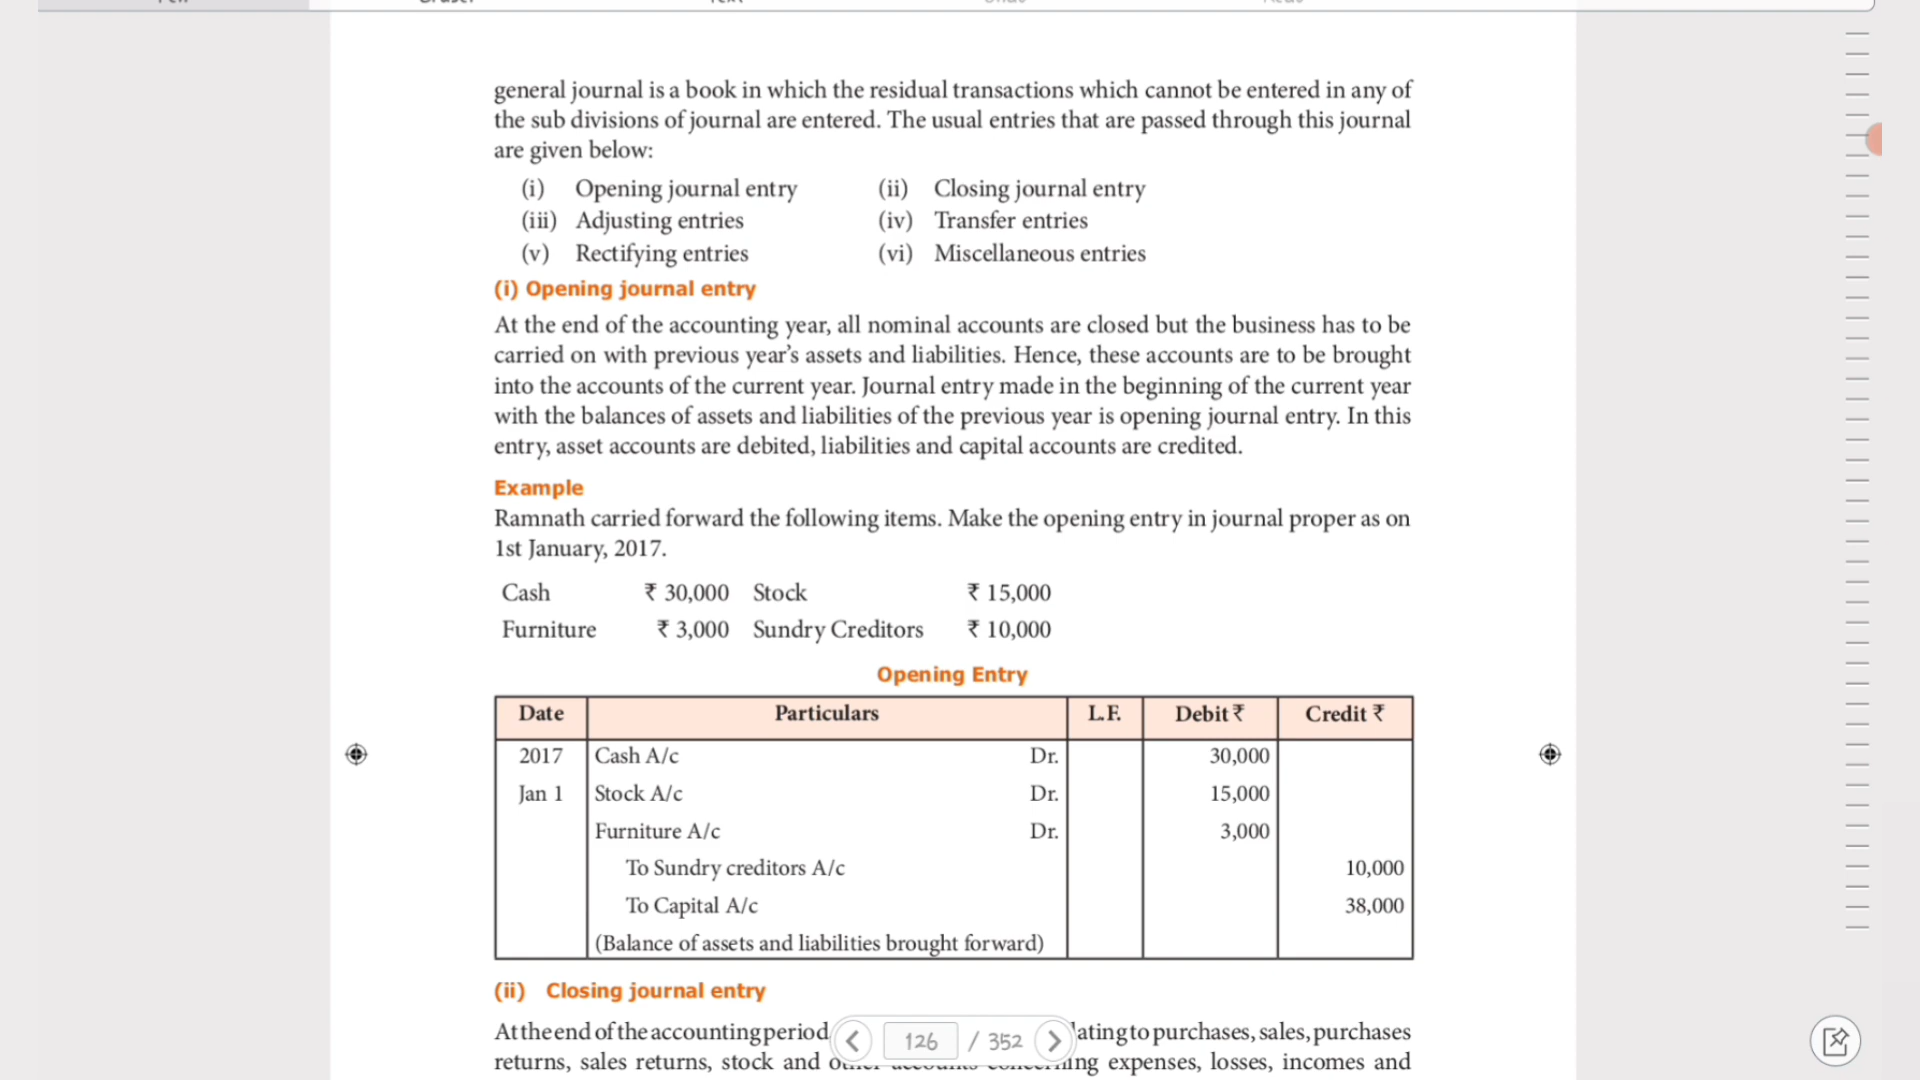 general journal is a book in which the residual transactions which cannot be entered in any of
the sub divisions of journal are entered. The usual entries that are passed through this journal
are given below:
(i) Opening journal entry (ii) Closing journal entry
(iii) Adjusting entries (iv) Transfer entries
(v) Rectifying entries (vi) Miscellaneous entries
(i) Opening journal entry
At the end of the accounting year, all nominal accounts are closed but the business has to be
carried on with previous year's assets and liabilities. Hence, these accounts are to be brought
into the accounts of the current year. Journal entry made in the beginning of the current year
with the balances of assets and liabilities of the previous year is opening journal entry. In this
entry, asset accounts are debited, liabilities and capital accounts are credited.
Example
Ramnath carried forward the following items. Make the opening entry in journal proper as on
1st January, 2017.
Cash ₹ 30,000 Stock ₹ 15,000
Furniture ₹ 3,000 Sundry Creditors ₹ 10,000
Opening Entry
Date Particulars L.F. Debit ₹ Credit ₹
2017 Cash A/c Dr. 30,000
Jan 1 Stock A/c Dr. 15,000
Furniture A/c Dr. 3,000
To Sundry creditors A/c 10,000
To Capital A/c 38,000
(Balance of assets and liabilities brought forward)
(ii) Closing journal entry
At the end of the accounting period lating to purchases, sales, purchases
126 / 352
returns, sales returns, stock and expenses, losses, incomes and